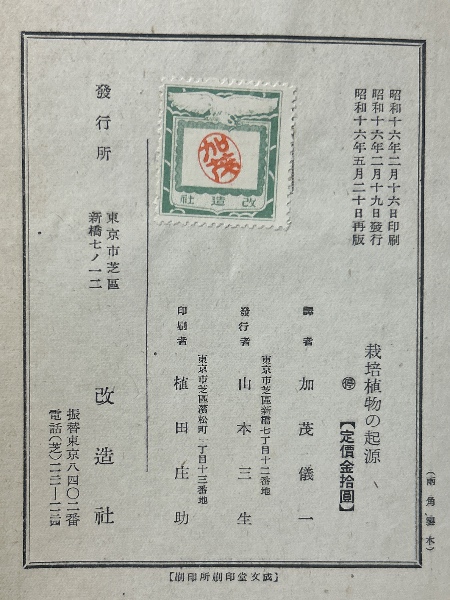 昭和十六年二月十六日印刷
昭和十六年二月十九日發行
昭和十六年五月二十日再版
栽培植物の起源
㊕【定價金拾圓】
譯者 加茂儀一
東京市芝區新橋七丁目十二番地
發行者 山本三生
東京市芝區濱松町二丁目十三番地
印刷者 植田庄助
發行所
東京市芝區
新橋七ノ一二
改造社
振替東京八四〇二番
電話(芝)
改造社
加茂
【成文堂印刷所印刷】